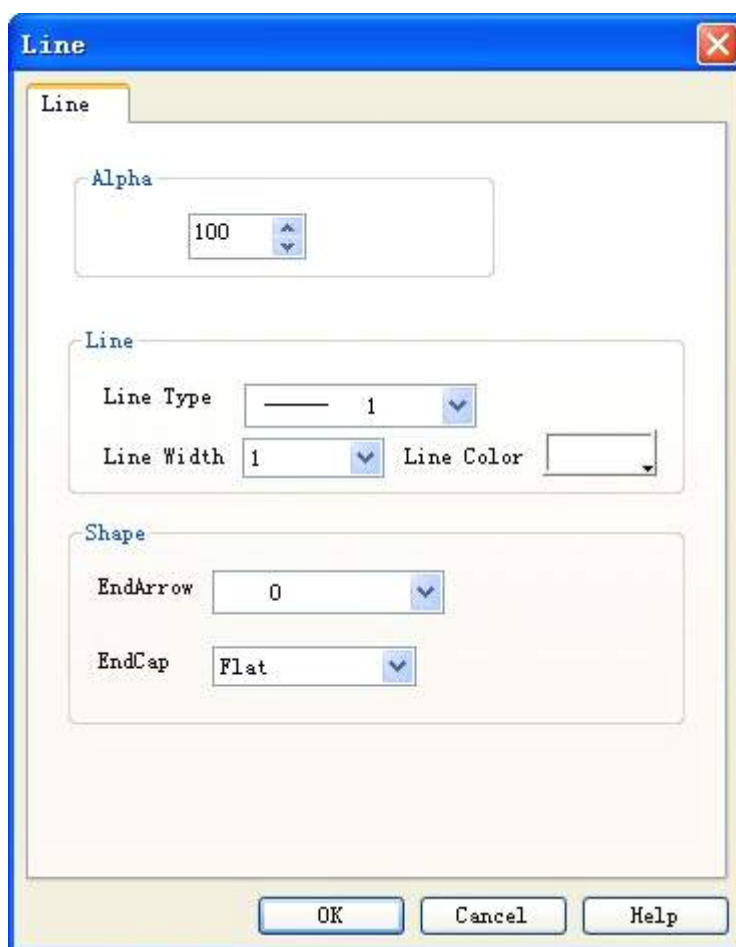 Line
Line
Alpha
100
Line
Line Type 1
Line Width 1 Line Color
Shape
EndArrow 0
EndCap Flat
OK Cancel Help